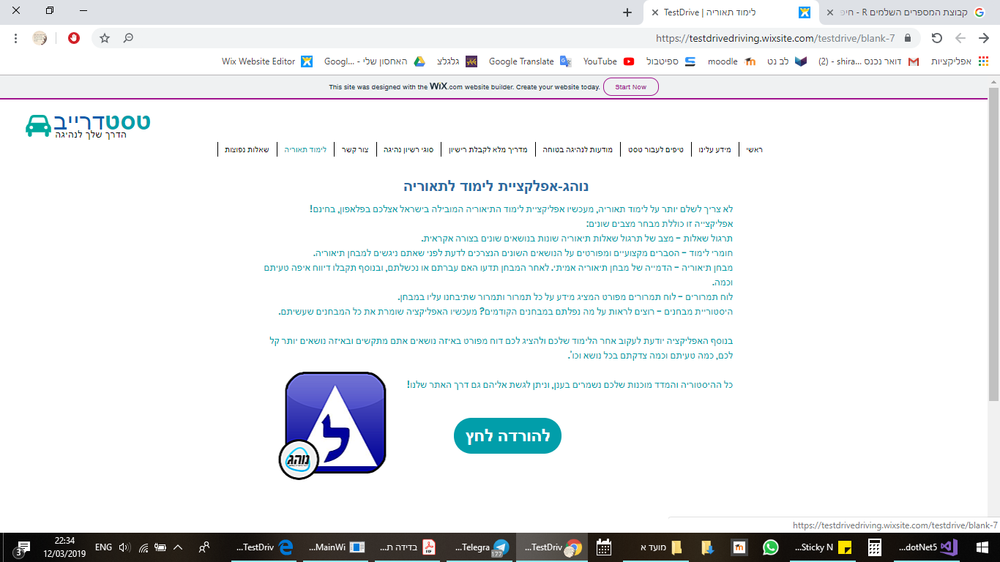 קבוצת המספרים השלמים R - חיפ
לימוד תאוריה | TestDrive
https://testdrivedriving.wixsite.com/testdrive/blank-7
אפליקציות
דואר נכנס (2) - shira...
לב נט
moodle
ספיטבול
YouTube
Google Translate
גלגלצ
האחסון שלי - Googl...
Wix Website Editor
This site was designed with the WiX.com website builder. Create your website today. Start Now
טסטדרייב
הדרך שלך לנהיגה
ראשי
מידע עלינו
טיפים לעבור טסט
מודעות לנהיגה בטוחה
מדריך מלא לקבלת רישיון
סוגי רשיון נהיגה
צור קשר
לימוד תאוריה
שאלות נפוצות
נוהג-אפלקציית לימוד לתאוריה
לא צריך לשלם יותר על לימוד תאוריה, מעכשיו אפליקציית לימוד התיאוריה המובילה בישראל אצלכם בפלאפון, בחינם!
אפליקצייה זו כוללת מבחר מצבים שונים:
תרגול שאלות – מצב של תרגול שאלות תיאוריה שונות בנושאים שונים בצורה אקראית.
חומרי לימוד – הסברים מקצועיים ומפורטים על הנושאים השונים הנצרכים לדעת לפני שאתם ניגשים למבחן תיאוריה.
מבחן תיאוריה – הדמייה של מבחן תיאוריה אמיתי. לאחר המבחן תדעו האם עברתם או נכשלתם, ובנוסף תקבלו דיווח איפה טעיתם
וכמה.
לוח תמרורים – לוח תמרורים מפורט המציג מידע על כל תמרור ותמרור שתיבחנו עליו במבחן.
היסטוריית מבחנים – רוצים לראות על מה נפלתם במבחנים הקודמים? מעכשיו האפליקציה שומרת את כל המבחנים שעשיתם.
בנוסף האפליקציה יודעת לעקוב אחר הלימוד שלכם ולהציג לכם דוח מפורט באיזה נושאים אתם מתקשים ובאיזה נושאים יותר קל
לכם, כמה טעיתם וכמה צדקתם בכל נושא וכו'.
כל ההיסטוריה והמדד מוכנות שלכם נשמרים בענן, וניתן לגשת אליהם גם דרך האתר שלנו!
ל
נוהג
להורדה לחץ
https://testdrivedriving.wixsite.com/testdrive/blank-7
dotNet5...
Sticky N...
מועד א
TestDriv...
Telegra...
177
בדידה ת...
MainWi...
TestDriv...
ENG
22:34
12/03/2019
3